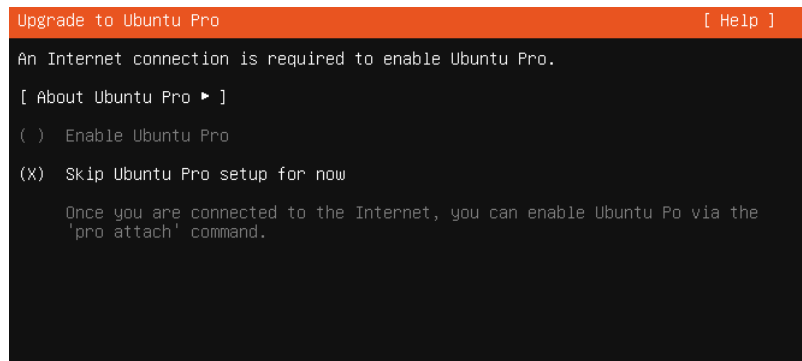 Upgrade to Ubuntu Pro [ Help ]
An Internet connection is required to enable Ubuntu Pro.
[ About Ubuntu Pro ▸ ]
( ) Enable Ubuntu Pro
(X) Skip Ubuntu Pro setup for now
Once you are connected to the Internet, you can enable Ubuntu Po via the
'pro attach' command.